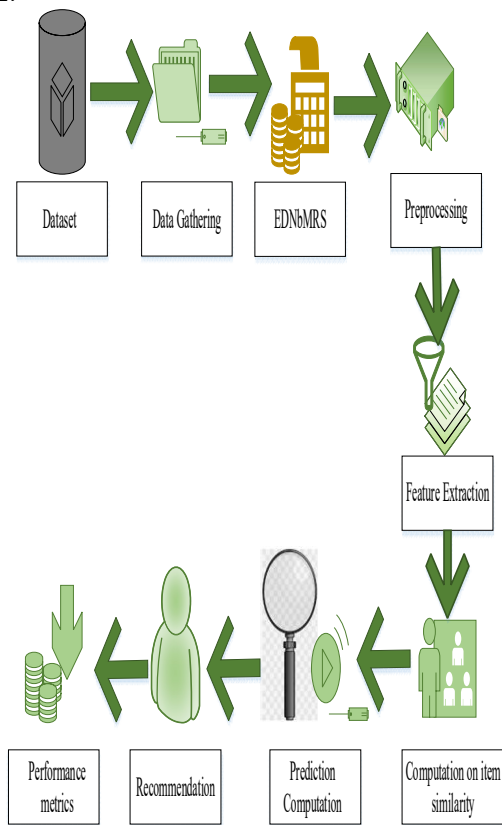 Dataset
Data Gathering
EDNbMRS
Preprocessing
Feature Extraction
Performance
metrics
Recommendation
Prediction
Computation
Computation on item
similarity